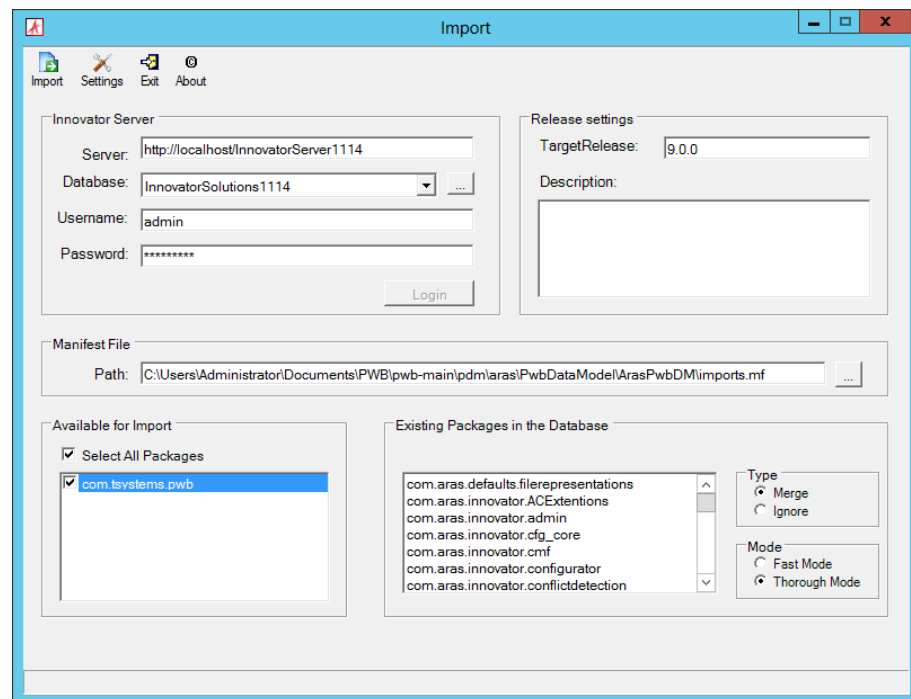 Import
Import Settings Exit About
Innovator Server
Server: http://localhost/InnovatorServer1114
Database: InnovatorSolutions1114 ...
Username: admin
Password: *********
Login
Release settings
TargetRelease: 9.0.0
Description:
Manifest File
Path: C:\Users\Administrator\Documents\PWB\pwb-main\pdm\aras\PwbDataModel\ArasPwbDM\imports.mf ...
Available for Import
Select All Packages
com.tsystems.pwb
Existing Packages in the Database
com.aras.defaults.filerepresentations
com.aras.innovator.ACExtentions
com.aras.innovator.admin
com.aras.innovator.cfg_core
com.aras.innovator.cmf
com.aras.innovator.configurator
com.aras.innovator.conflictdetection
Type
Merge
Ignore
Mode
Fast Mode
Thorough Mode